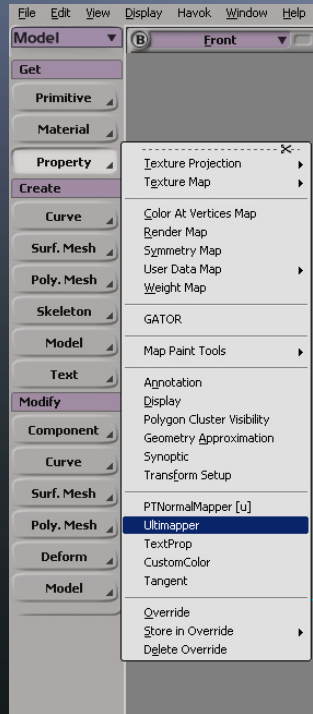 File Edit View Display Havok Window Help
Model
B Front
Get
Primitive
Material
Property
Create
Curve
Surf. Mesh
Poly. Mesh
Skeleton
Model
Text
Modify
Component
Curve
Surf. Mesh
Poly. Mesh
Deform
Model
Texture Projection
Texture Map
Color At Vertices Map
Render Map
Symmetry Map
User Data Map
Weight Map
GATOR
Map Paint Tools
Annotation
Display
Polygon Cluster Visibility
Geometry Approximation
Synoptic
Transform Setup
PTNormalMapper [u]
Ultimapper
TextProp
CustomColor
Tangent
Override
Store in Override
Delete Override